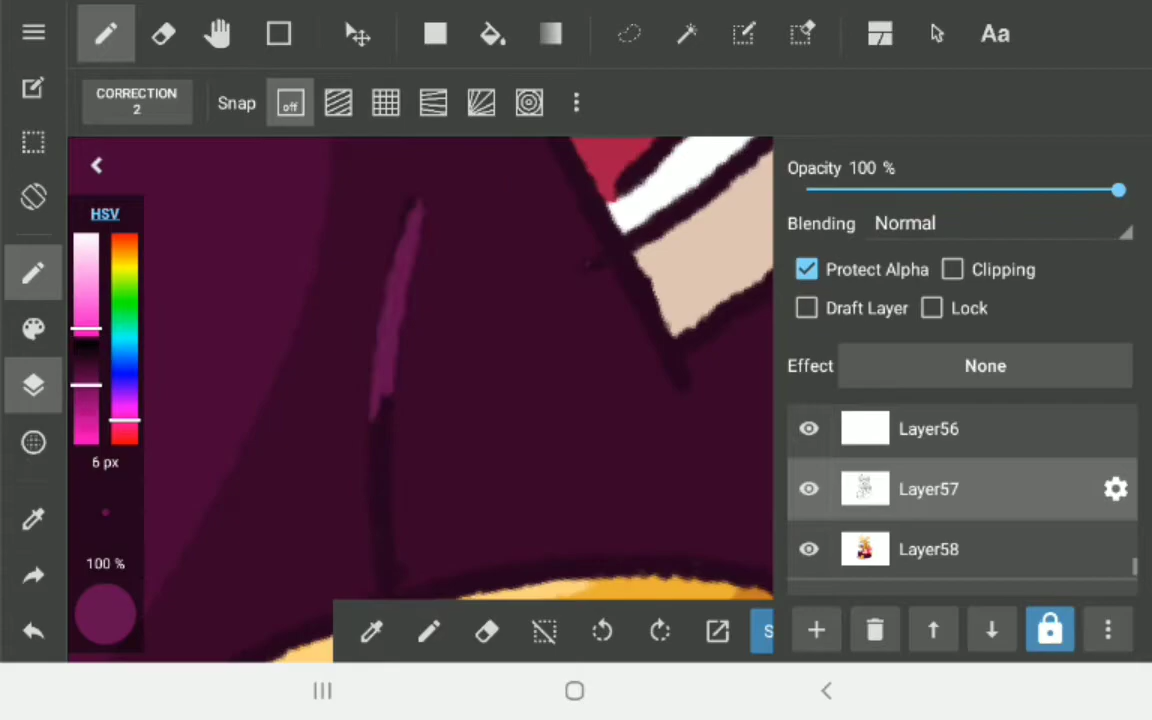 Aa
CORRECTION
2
Snap
off
HSV
6 px
100 %
Opacity 100 %
Blending Normal
Protect Alpha
Clipping
Draft Layer
Lock
Effect None
Layer56
Layer57
Layer58
S